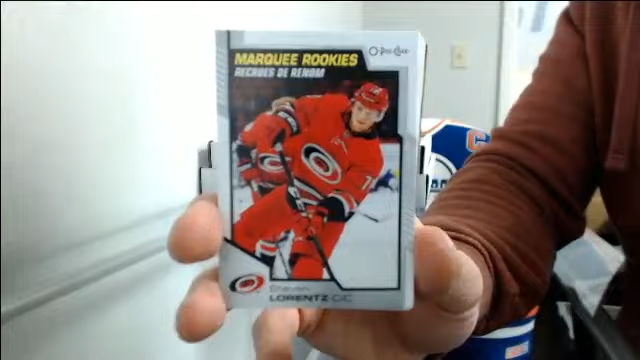 MARQUEE ROOKIES
RECRUES DE RENOM
O-Pee-Chee
Steven
LORENTZ C/C